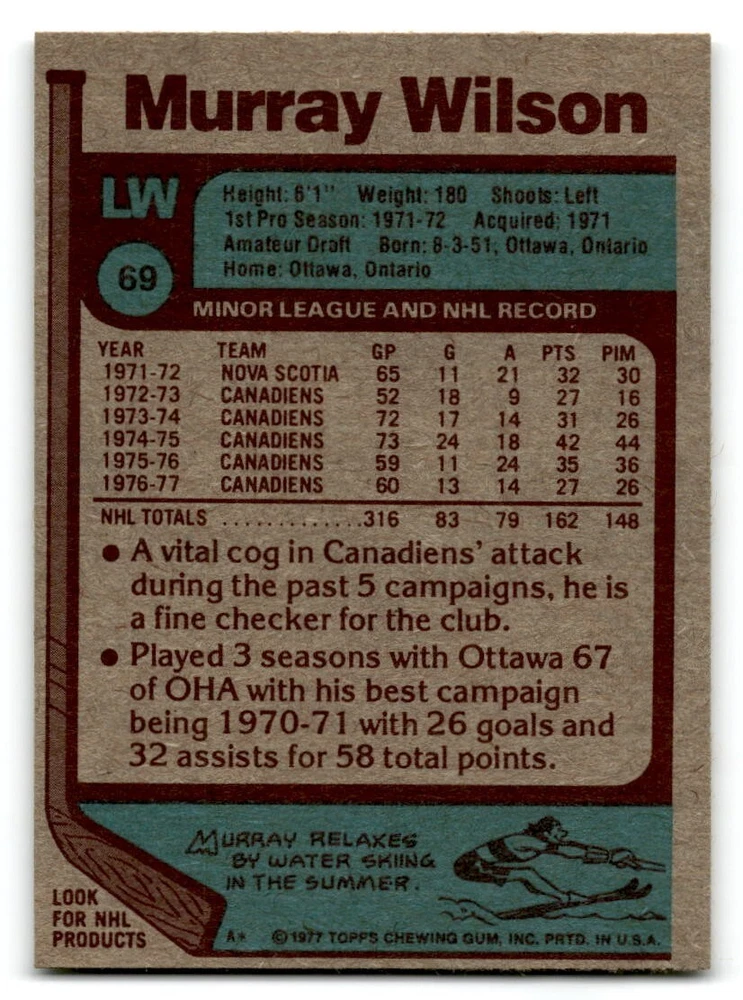 Murray Wilson
LW
69
Height: 6'1" Weight: 180 Shoots: Left
1st Pro Season: 1971-72 Acquired: 1971
Amateur Draft Born: 8-3-51, Ottawa, Ontario
Home: Ottawa, Ontario
MINOR LEAGUE AND NHL RECORD
YEAR TEAM GP G A PTS PIM
1971-72 NOVA SCOTIA 65 11 21 32 30
1972-73 CANADIENS 52 18 9 27 16
1973-74 CANADIENS 72 17 14 31 26
1974-75 CANADIENS 73 24 18 42 44
1975-76 CANADIENS 59 11 24 35 36
1976-77 CANADIENS 60 13 14 27 26
NHL TOTALS ............316 83 79 162 148
• A vital cog in Canadiens' attack
during the past 5 campaigns, he is
a fine checker for the club.
• Played 3 seasons with Ottawa 67
of OHA with his best campaign
being 1970-71 with 26 goals and
32 assists for 58 total points.
MURRAY RELAXES
BY WATER SKIING
IN THE SUMMER.
LOOK
FOR NHL
PRODUCTS
A* ©1977 TOPPS CHEWING GUM, INC. PRTD. IN U.S.A.